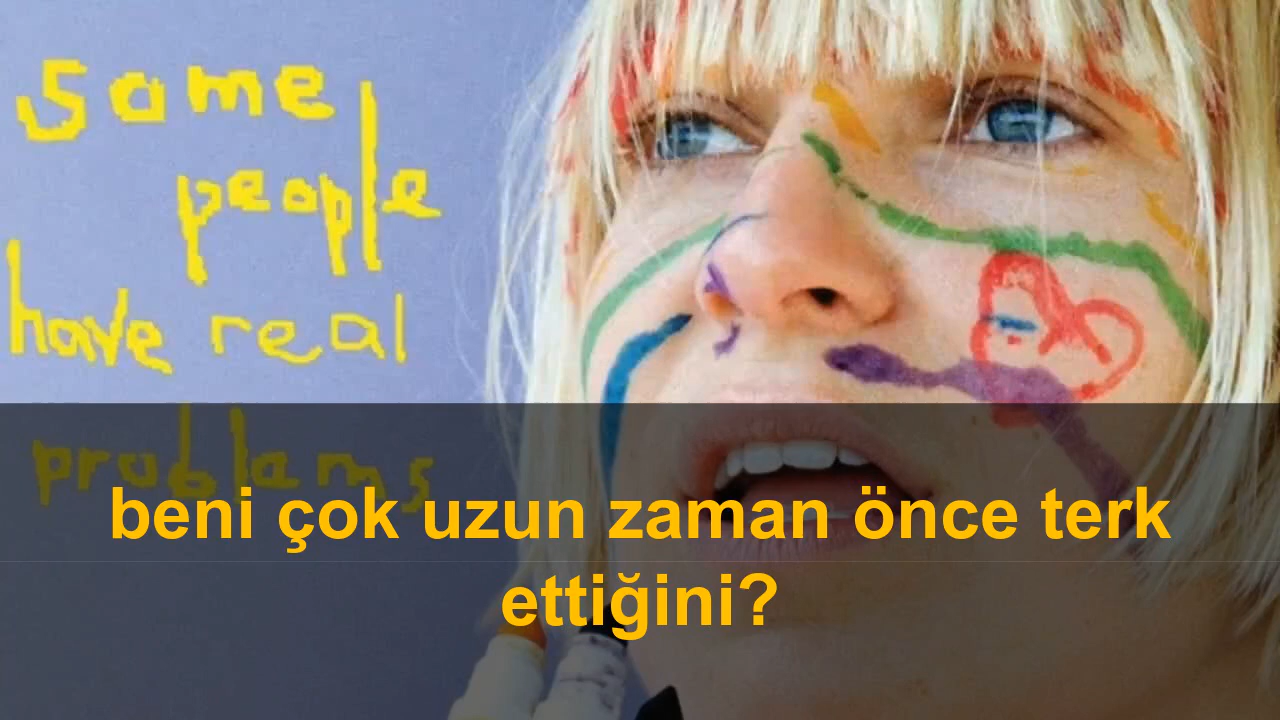 some
people
have real
problems
beni çok uzun zaman önce terk
ettiğini?